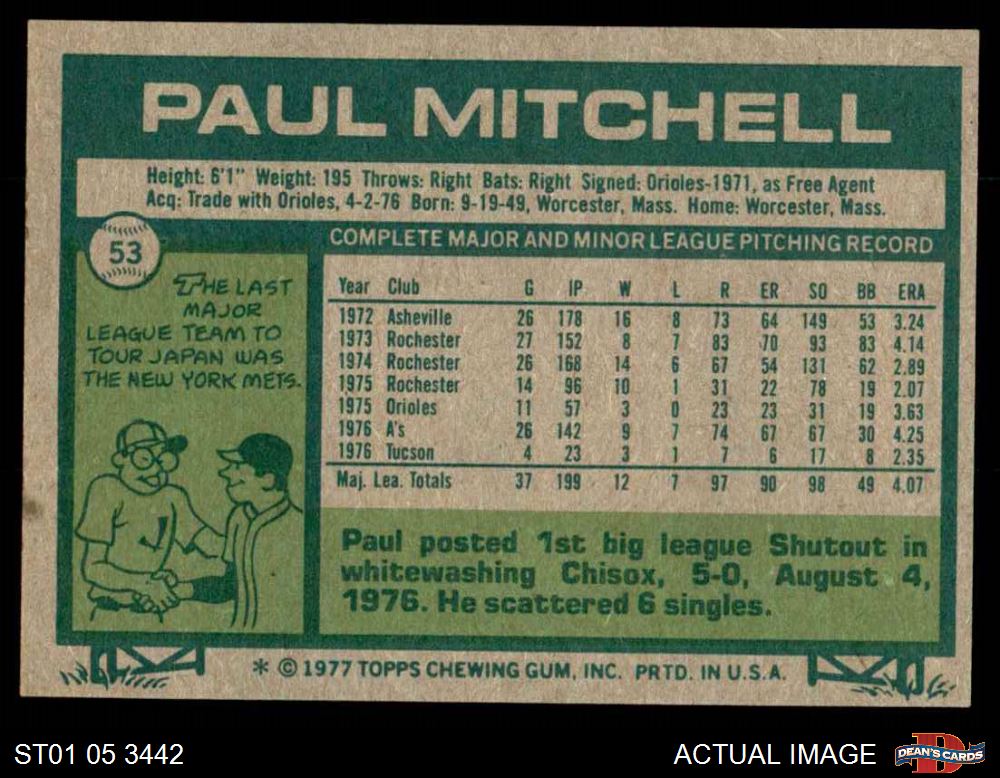 PAUL MITCHELL
Height: 6'1" Weight: 195 Throws: Right Bats: Right Signed: Orioles-1971, as Free Agent
Acq: Trade with Orioles, 4-2-76 Born: 9-19-49, Worcester, Mass. Home: Worcester, Mass.
53
THE LAST
MAJOR
LEAGUE TEAM TO
TOUR JAPAN WAS
THE NEW YORK METS.
J
COMPLETE MAJOR AND MINOR LEAGUE PITCHING RECORD
Year Club G IP W L R ER SO BB ERA
1972 Asheville 26 178 16 8 73 64 149 53 3.24
1973 Rochester 27 152 8 7 83 70 93 83 4.14
1974 Rochester 26 168 14 6 67 54 131 62 2.89
1975 Rochester 14 96 10 1 31 22 78 19 2.07
1975 Orioles 11 57 3 0 23 23 31 19 3.63
1976 A's 26 142 9 7 74 67 67 30 4.25
1976 Tucson 4 23 3 1 7 6 17 8 2.35
Maj. Lea. Totals 37 199 12 7 97 90 98 49 4.07
Paul posted 1st big league Shutout in
whitewashing Chisox, 5-0, August 4,
1976. He scattered 6 singles.
* © 1977 TOPPS CHEWING GUM, INC. PRTD. IN U.S.A.
ST01 05 3442
ACTUAL IMAGE
D
DEAN'S CARDS